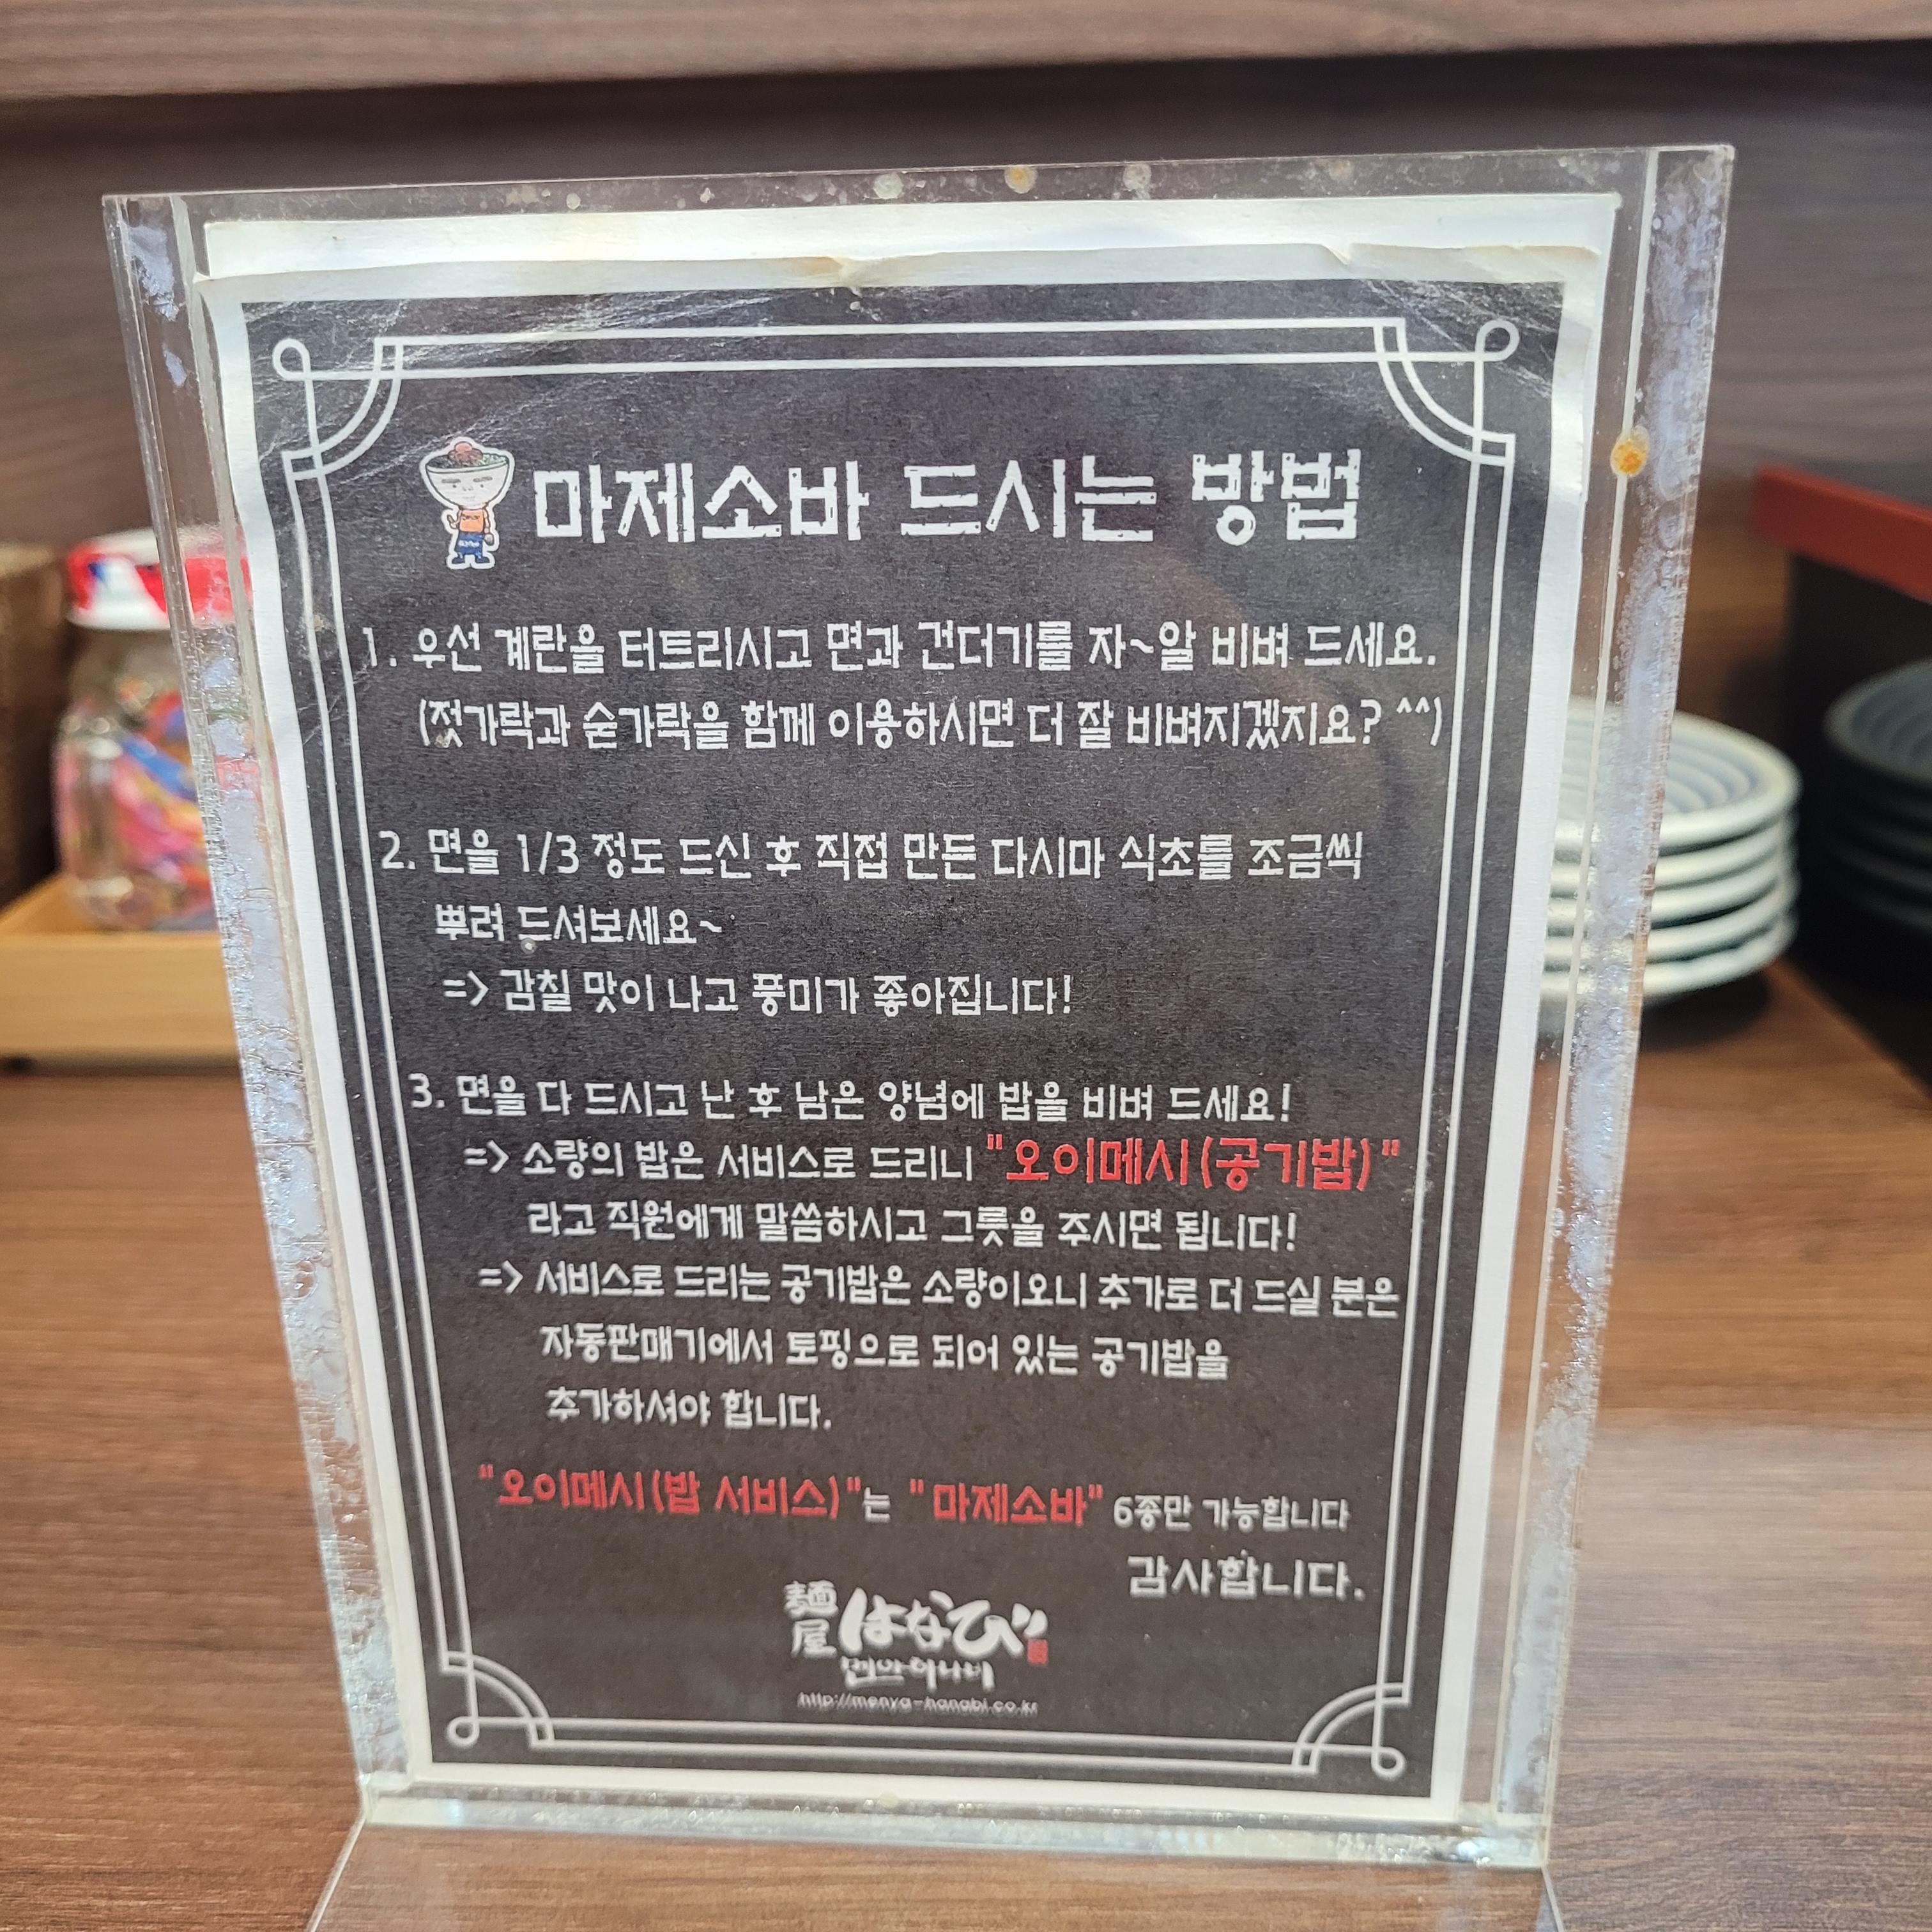 마제소바 드시는 방법
1. 우선 계란을 터트리시고 면과 건더기를 자~알 비벼 드세요.
(젓가락과 숟가락을 함께 이용하시면 더 잘 비벼지겠지요? ^^)
2. 면을 1/3 정도 드신 후 직접 만든 다시마 식초를 조금씩
뿌려 드셔보세요~
=> 감칠 맛이 나고 풍미가 좋아집니다!
3. 면을 다 드시고 난 후 남은 양념에 밥을 비벼 드세요!
=> 소량의 밥은 서비스로 드리니 "오이메시(공기밥)"
라고 직원에게 말씀하시고 그릇을 주시면 됩니다!
=> 서비스로 드리는 공기밥은 소량이오니 추가로 더 드실 분은
자동판매기에서 토핑으로 되어 있는 공기밥을
추가하셔야 합니다.
"오이메시(밥 서비스)"는 "마제소바" 6종만 가능합니다
감사합니다.
麺屋はなび
멘야하나비
http://menya-hanabi.co.kr